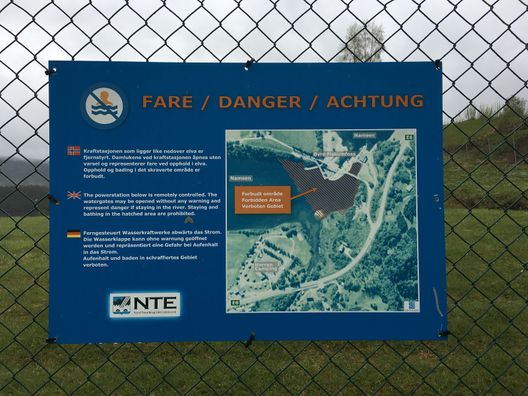 FARE / DANGER / ACHTUNG
Kraftstasjonen som ligger like nedover elva er
fjernstyrt. Damlukene ved kraftstasjonen åpnes uten
varsel og representerer fare ved opphold i elva.
Opphold og bading i det skraverte området er
forbudt.
The powerstation below is remotely controlled. The
watergates may be opened without any warning and
represent danger if staying in the river. Staying and
bathing in the hatched area are prohibited.
Ferngesteuert Wasserkraftwerke abwärts das Strom.
Die Wasserklappe kann ohne warnung geöffnet
werden und repräsentiert eine Gefahr bei Aufenhalt
in das Strom.
Aufenhalt und baden in schraffiertes Gebiet
verboten.
NTE
Namsen
E6
Øvre Fiskumfoss
Namsen
Forbudt område
Forbidden Area
Verboten Gebiet
E6